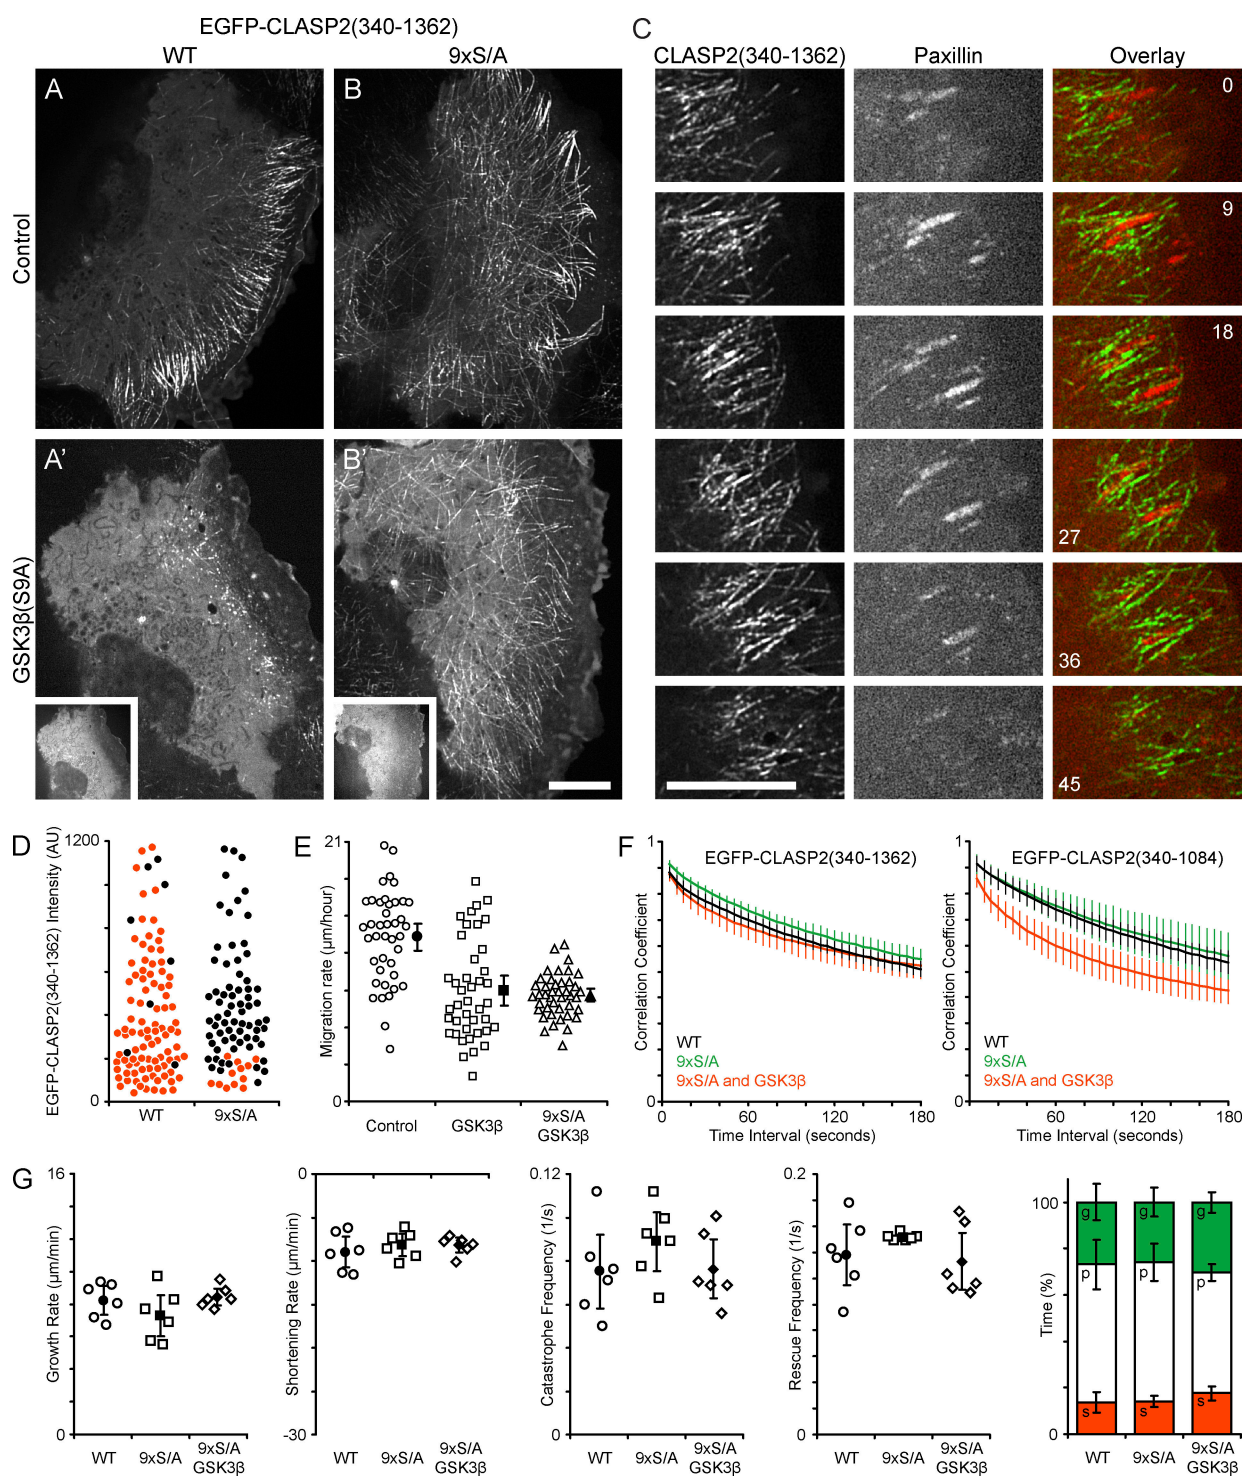 EGFP-CLASP2(340-1362)
WT
9xS/A
Control
GSK3β(S9A)
A
B
A'
B'
C
CLASP2(340-1362)
Paxillin
Overlay
0
9
18
27
36
45
D
EGFP-CLASP2(340-1362) Intensity (AU)
1200
0
WT
9xS/A
E
Migration rate (µm/hour)
21
0
Control
GSK3β
9xS/A
GSK3β
F
Correlation Coefficient
1
0
EGFP-CLASP2(340-1362)
WT
9xS/A
9xS/A and GSK3β
0
60
120
180
Time Interval (seconds)
Correlation Coefficient
1
0
EGFP-CLASP2(340-1084)
WT
9xS/A
9xS/A and GSK3β
60
120
180
Time Interval (seconds)
G
Growth Rate (µm/min)
16
0
WT
9xS/A
9xS/A
GSK3β
Shortening Rate (µm/min)
0
-30
WT
9xS/A
9xS/A
GSK3β
Catastrophe Frequency (1/s)
0.12
0
WT
9xS/A
9xS/A
GSK3β
Rescue Frequency (1/s)
0.2
0
WT
9xS/A
9xS/A
GSK3β
Time (%)
100
0
g
g
g
p
p
p
s
s
s
WT
9xS/A
9xS/A
GSK3β